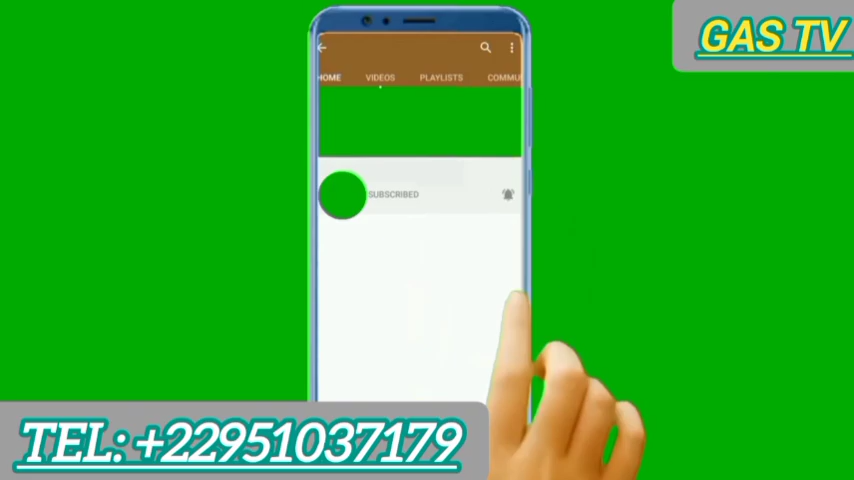 GAS TV
HOME VIDEOS PLAYLISTS COMMU
SUBSCRIBED
TEL: +22951037179